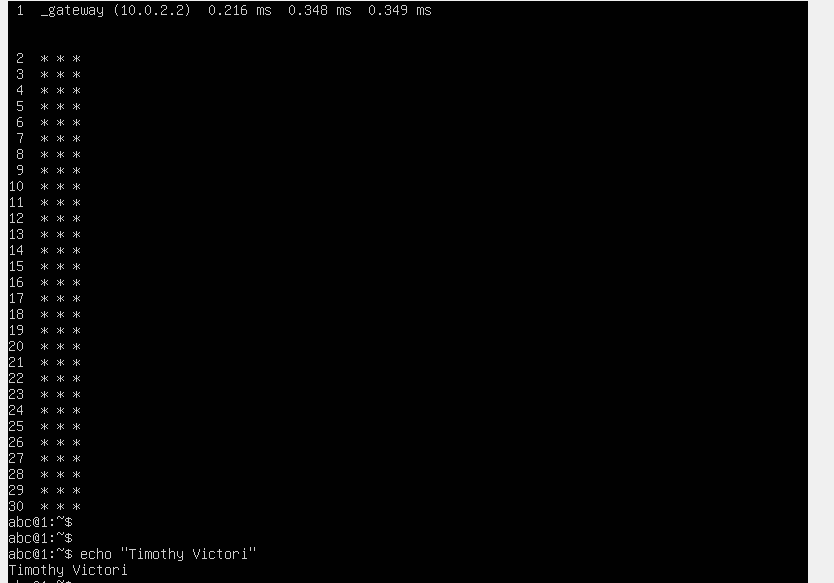 1  _gateway (10.0.2.2)  0.216 ms  0.348 ms  0.349 ms
2  * * *
3  * * *
4  * * *
5  * * *
6  * * *
7  * * *
8  * * *
9  * * *
10  * * *
11  * * *
12  * * *
13  * * *
14  * * *
15  * * *
16  * * *
17  * * *
18  * * *
19  * * *
20  * * *
21  * * *
22  * * *
23  * * *
24  * * *
25  * * *
26  * * *
27  * * *
28  * * *
29  * * *
30  * * *
abc@1:~$
abc@1:~$
abc@1:~$ echo "Timothy Victori"
Timothy Victori